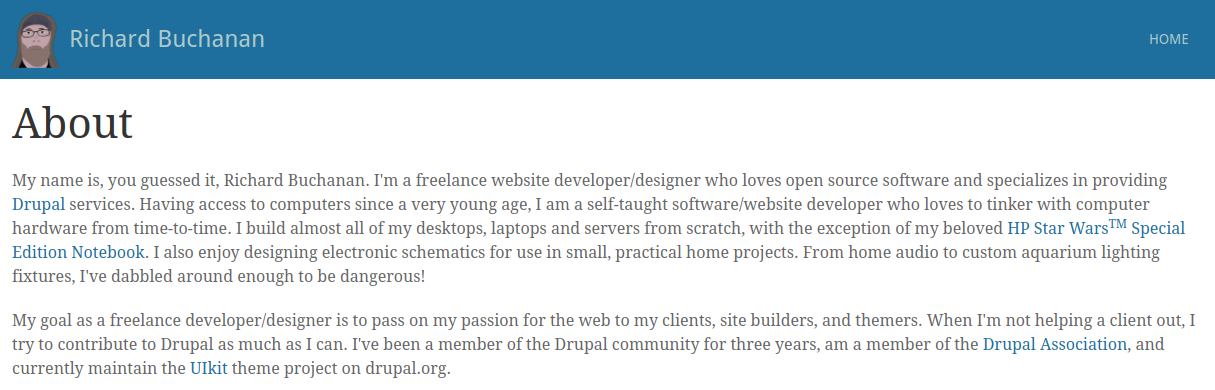 Richard Buchanan
HOME
About
My name is, you guessed it, Richard Buchanan. I'm a freelance website developer/designer who loves open source software and specializes in providing
Drupal services. Having access to computers since a very young age, I am a self-taught software/website developer who loves to tinker with computer
hardware from time-to-time. I build almost all of my desktops, laptops and servers from scratch, with the exception of my beloved HP Star Wars™ Special
Edition Notebook. I also enjoy designing electronic schematics for use in small, practical home projects. From home audio to custom aquarium lighting
fixtures, I've dabbled around enough to be dangerous!
My goal as a freelance developer/designer is to pass on my passion for the web to my clients, site builders, and themers. When I'm not helping a client out, I
try to contribute to Drupal as much as I can. I've been a member of the Drupal community for three years, am a member of the Drupal Association, and
currently maintain the UIkit theme project on drupal.org.